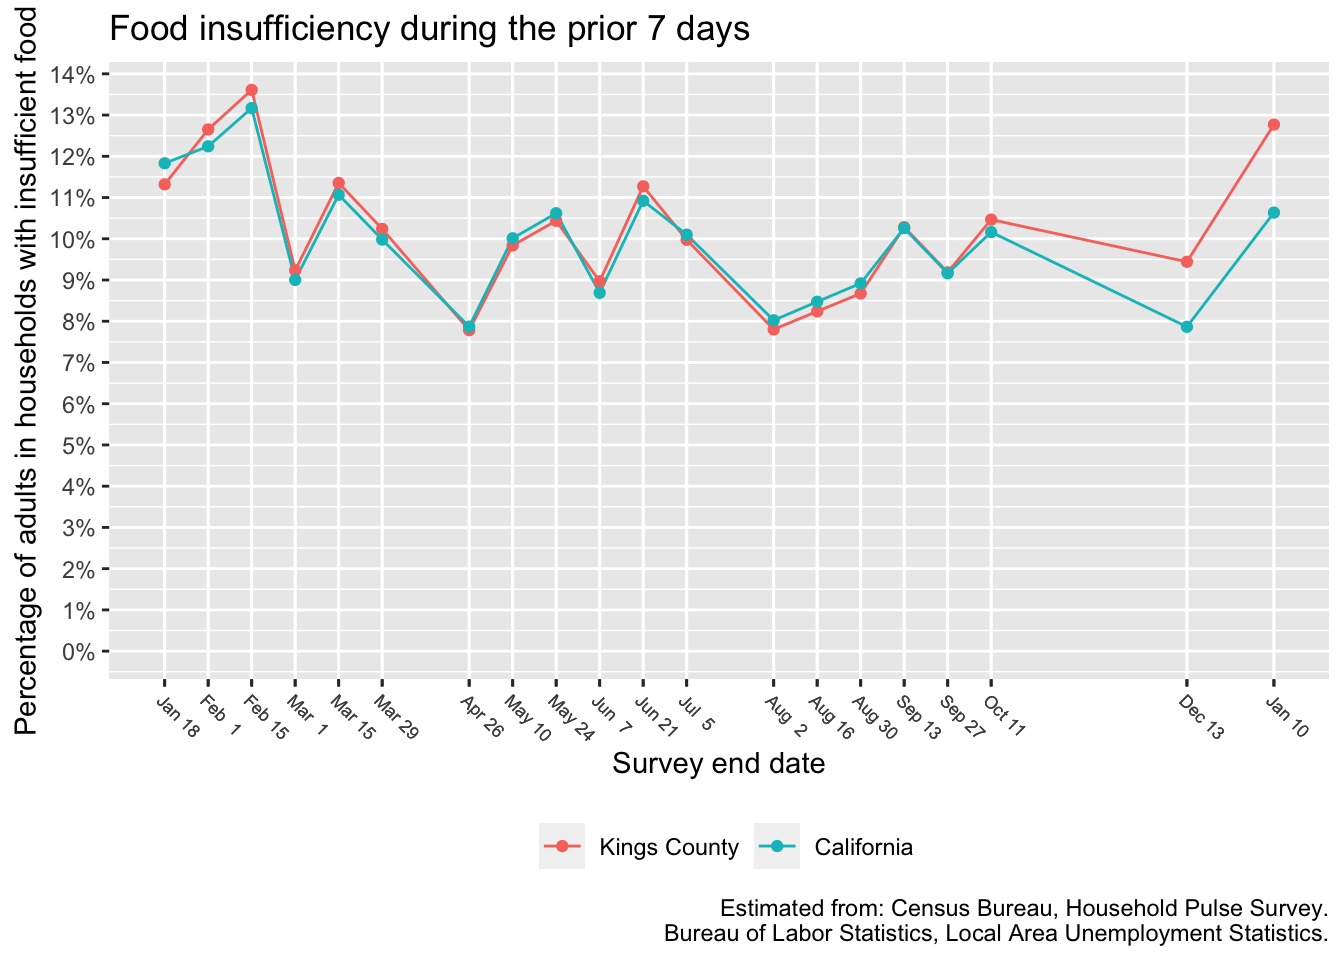 Food insufficiency during the prior 7 days
Percentage of adults in households with insufficient food
14%
13%
12%
11%
10%
9%
8%
7%
6%
5%
4%
3%
2%
1%
0%
Jan 18
Feb 1
Feb 15
Mar 1
Mar 15
Mar 29
Apr 26
May 10
May 24
Jun 7
Jun 21
Jul 5
Aug 2
Aug 16
Aug 30
Sep 13
Sep 27
Oct 11
Dec 13
Jan 10
Survey end date
Kings County
California
Estimated from: Census Bureau, Household Pulse Survey.
Bureau of Labor Statistics, Local Area Unemployment Statistics.